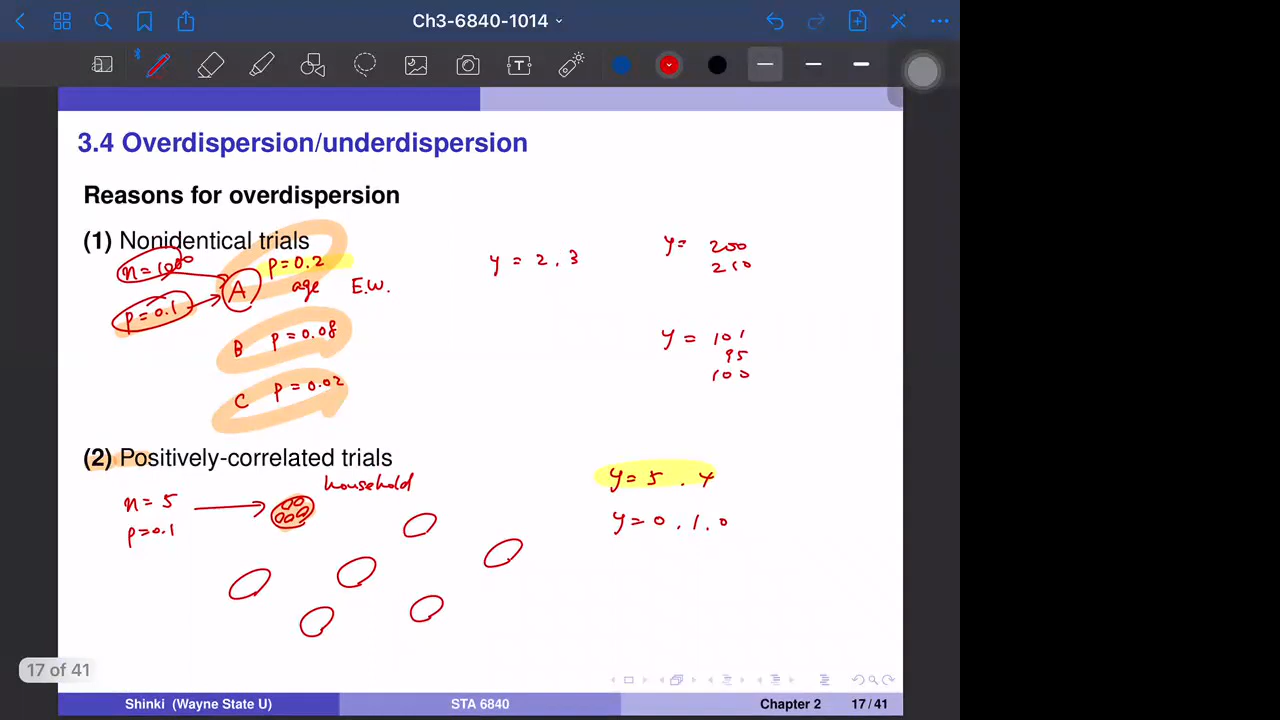 Ch3-6840-1014
3.4 Overdispersion/underdispersion
Reasons for overdispersion
(1) Nonidentical trials
n=1000
p=0.1
A
p=0.2
age
E.W.
y = 2, 3
y = 200
210
B p=0.08
C p=0.02
y = 101
95
100
(2) Positively-correlated trials
household
n=5
p=0.1
y=5, 4
y=0, 1, 0
17 of 41
Shinki (Wayne State U) STA 6840 Chapter 2 17/41